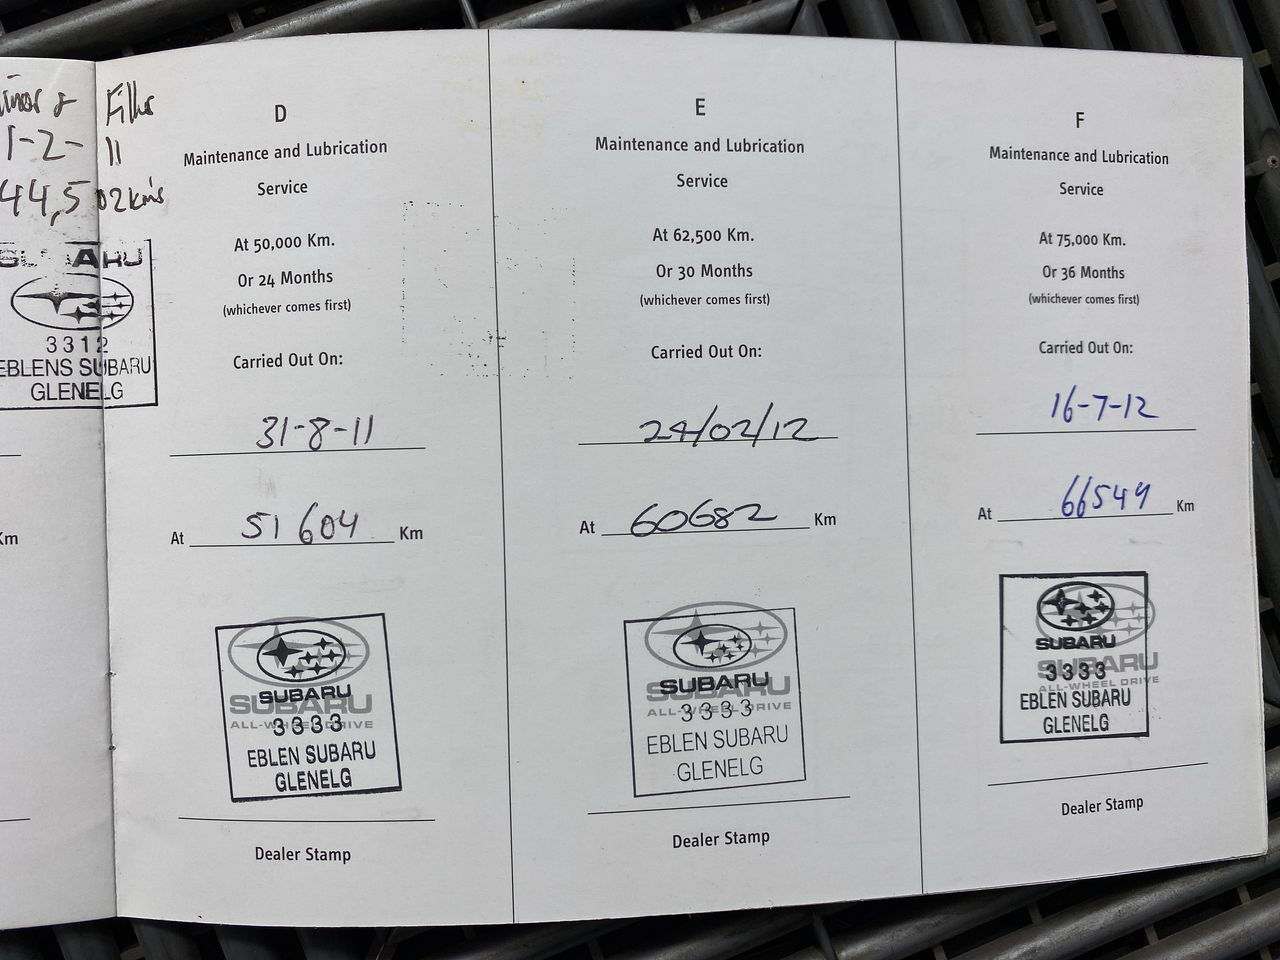 Filter
1-2-11
44,502 km's
SUBARU
3312
EBLENS SUBARU
GLENELG
Km
D
Maintenance and Lubrication
Service
At 50,000 Km.
Or 24 Months
(whichever comes first)
Carried Out On:
31-8-11
At 51604 Km
SUBARU
SUBARU
ALL-WHEEL DRIVE
3333
EBLEN SUBARU
GLENELG
Dealer Stamp
E
Maintenance and Lubrication
Service
At 62,500 Km.
Or 30 Months
(whichever comes first)
Carried Out On:
24/02/12
At 60682 Km
SUBARU
SUBARU
ALL-WHEEL DRIVE
3333
EBLEN SUBARU
GLENELG
Dealer Stamp
F
Maintenance and Lubrication
Service
At 75,000 Km.
Or 36 Months
(whichever comes first)
Carried Out On:
16-7-12
At 66549 Km
SUBARU
SUBARU
3333
ALL-WHEEL DRIVE
EBLEN SUBARU
GLENELG
Dealer Stamp